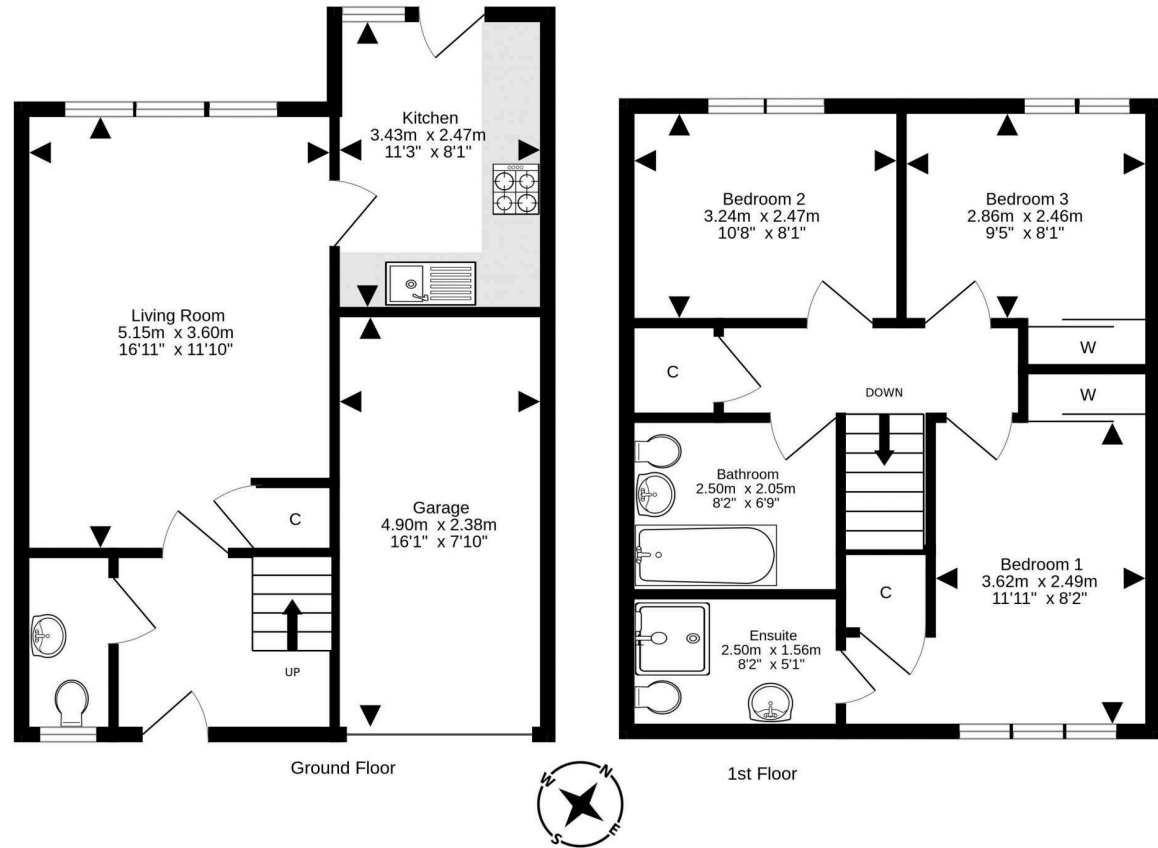 Kitchen
3.43m x 2.47m
11'3" x 8'1"
Living Room
5.15m x 3.60m
16'11" x 11'10"
C
Garage
4.90m x 2.38m
16'1" x 7'10"
UP
Ground Floor
Bedroom 2
3.24m x 2.47m
10'8" x 8'1"
Bedroom 3
2.86m x 2.46m
9'5" x 8'1"
W
W
C
DOWN
Bathroom
2.50m x 2.05m
8'2" x 6'9"
Bedroom 1
3.62m x 2.49m
11'11" x 8'2"
C
Ensuite
2.50m x 1.56m
8'2" x 5'1"
1st Floor
N
W
E
S